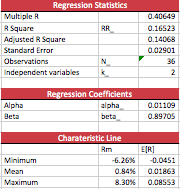 Regression Statistics
Multiple R 0.40649
R Square RR_ 0.16523
Adjusted R Square 0.14068
Standard Error 0.02901
Observations N_ 36
Independent variables k_ 2
Regression Coefficients
Alpha alpha_ 0.01109
Beta beta_ 0.89705
Charateristic Line
Rm E[R]
Minimum -6.26% -0.0451
Mean 0.84% 0.01863
Maximum 8.30% 0.08553